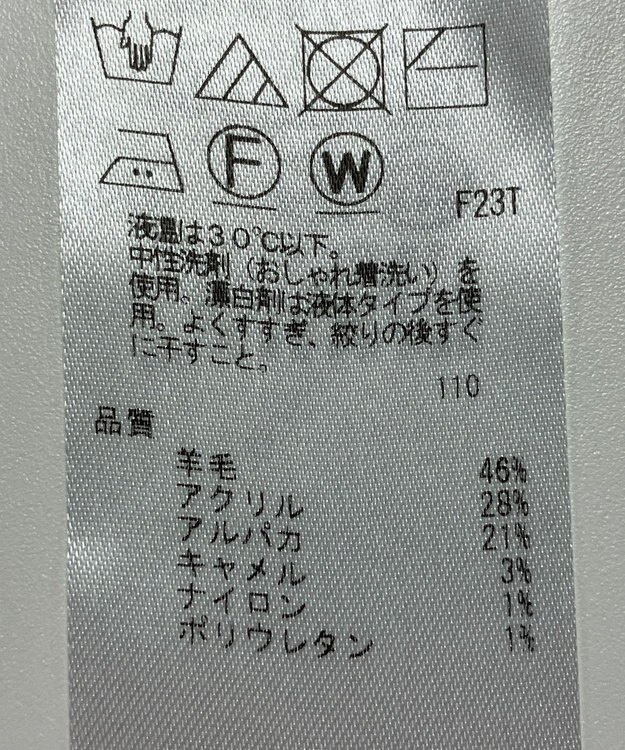 F
W
F23T
液温は30℃以下。
中性洗剤（おしゃれ着洗い）を
使用。漂白剤は液体タイプを使
用。よくすすぎ、絞りの後すぐ
に干すこと。
110
品質
羊毛 46%
アクリル 28%
アルパカ 21%
キャメル 3%
ナイロン 1%
ポリウレタン 1%